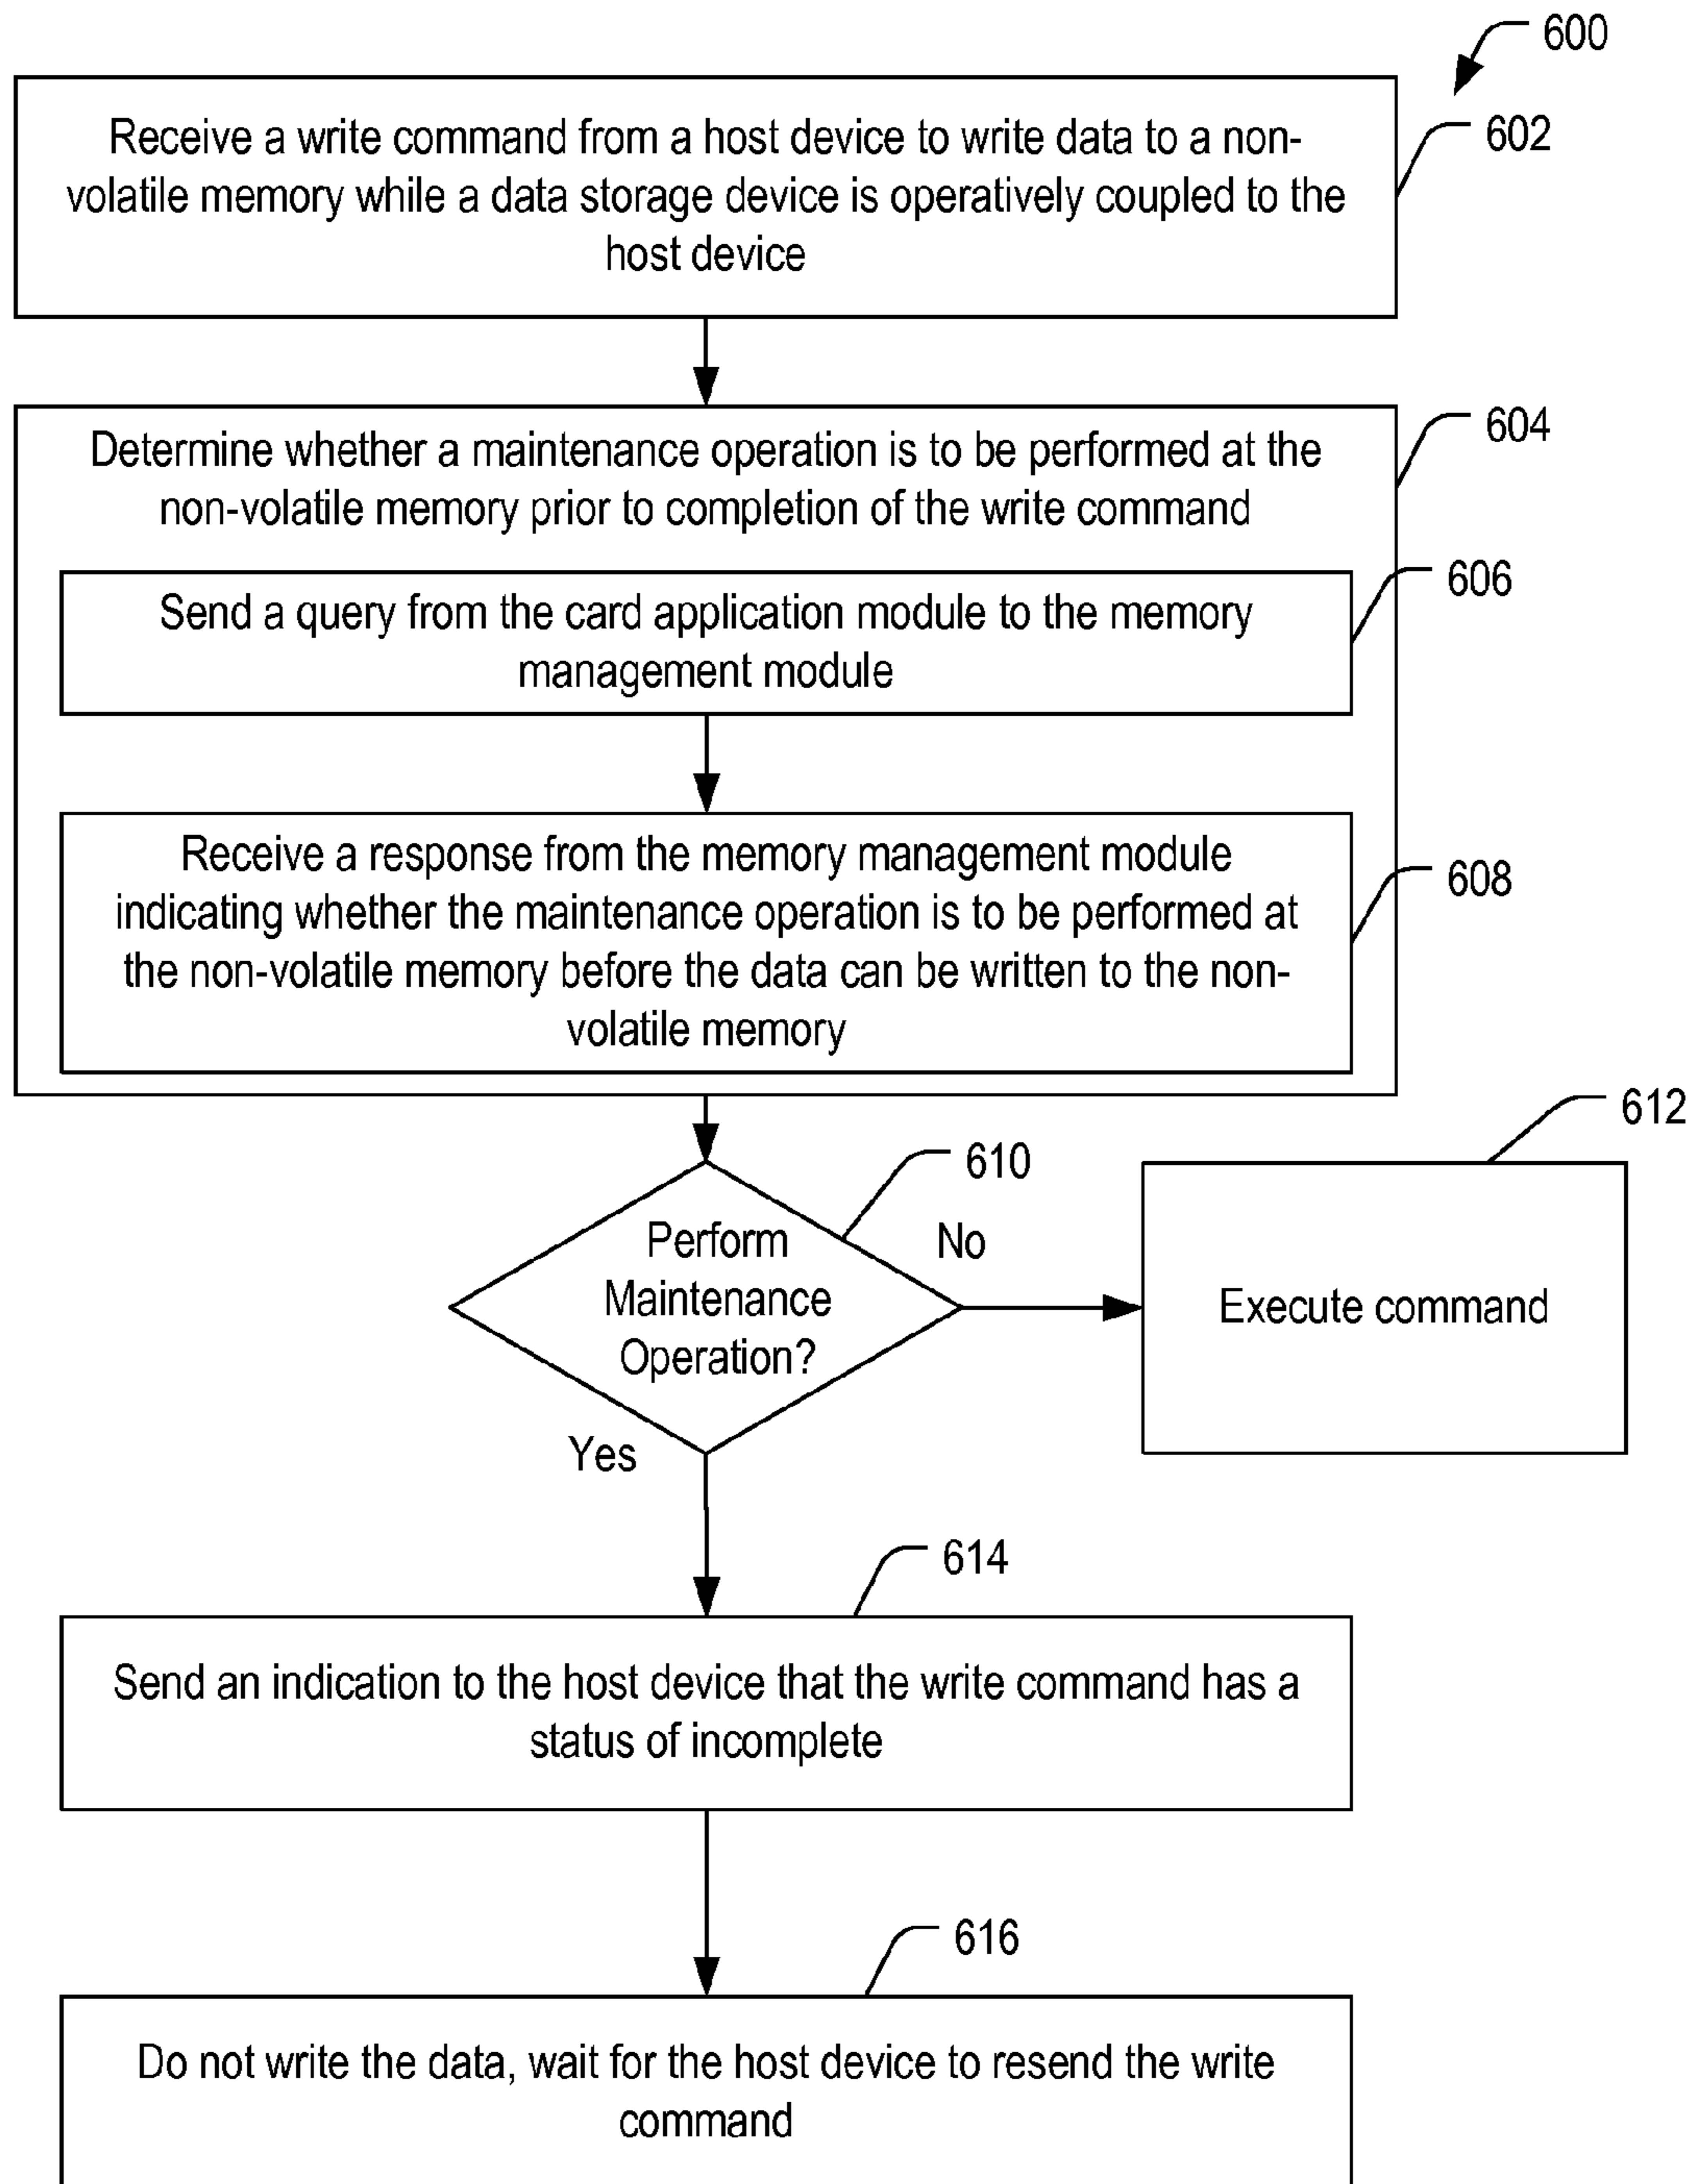 600
Receive a write command from a host device to write data to a non-
volatile memory while a data storage device is operatively coupled to the
host device
602
Determine whether a maintenance operation is to be performed at the
non-volatile memory prior to completion of the write command
604
Send a query from the card application module to the memory
management module
606
Receive a response from the memory management module
indicating whether the maintenance operation is to be performed at
the non-volatile memory before the data can be written to the non-
volatile memory
608
Perform
Maintenance
Operation?
610
No
Execute command
612
Yes
Send an indication to the host device that the write command has a
status of incomplete
614
Do not write the data, wait for the host device to resend the write
command
616